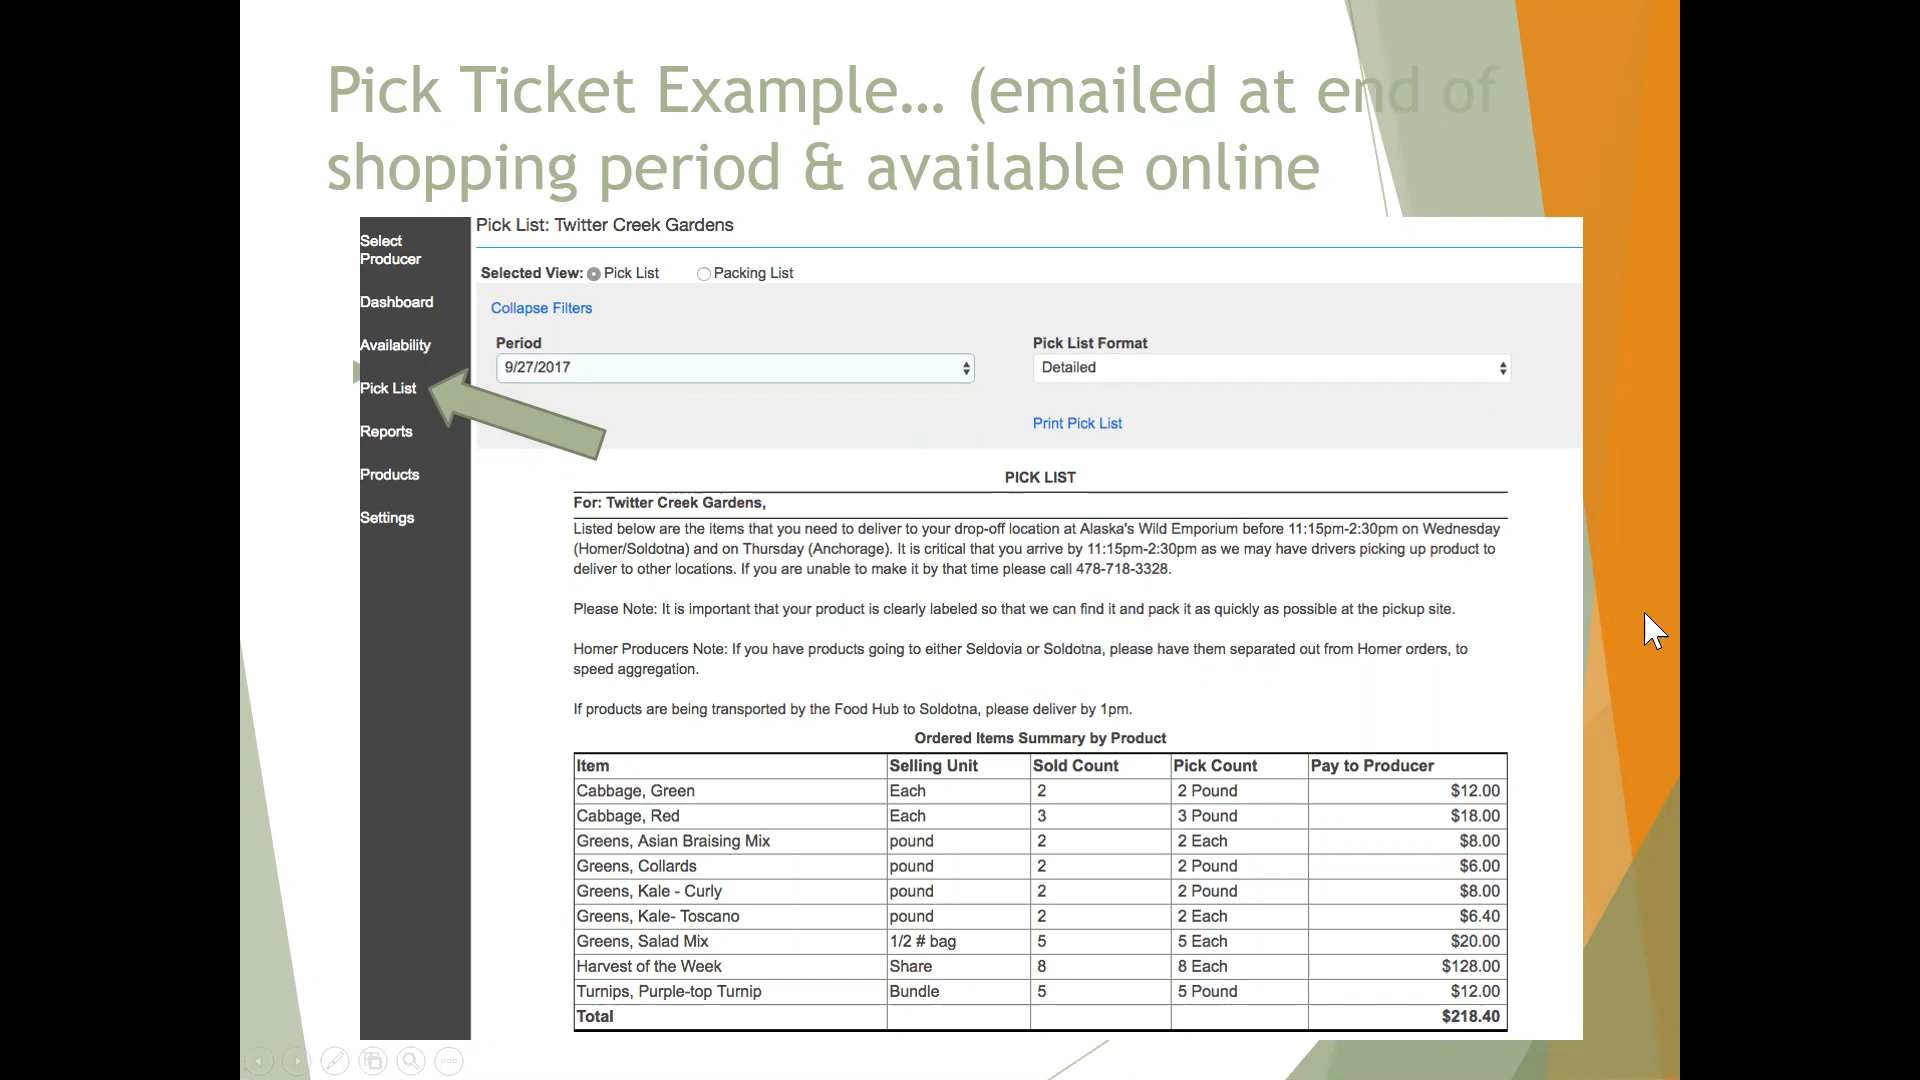 Pick Ticket Example… (emailed at end of
shopping period & available online
Select
Producer
Dashboard
Availability
Pick List
Reports
Products
Settings
Pick List: Twitter Creek Gardens
Selected View: Pick List Packing List
Collapse Filters
Period Pick List Format
9/27/2017 Detailed
Print Pick List
PICK LIST
For: Twitter Creek Gardens,
Listed below are the items that you need to deliver to your drop-off location at Alaska's Wild Emporium before 11:15pm-2:30pm on Wednesday
(Homer/Soldotna) and on Thursday (Anchorage). It is critical that you arrive by 11:15pm-2:30pm as we may have drivers picking up product to
deliver to other locations. If you are unable to make it by that time please call 478-718-3328.
Please Note: It is important that your product is clearly labeled so that we can find it and pack it as quickly as possible at the pickup site.
Homer Producers Note: If you have products going to either Seldovia or Soldotna, please have them separated out from Homer orders, to
speed aggregation.
If products are being transported by the Food Hub to Soldotna, please deliver by 1pm.
Ordered Items Summary by Product
Item Selling Unit Sold Count Pick Count Pay to Producer
Cabbage, Green Each 2 2 Pound $12.00
Cabbage, Red Each 3 3 Pound $18.00
Greens, Asian Braising Mix pound 2 2 Each $8.00
Greens, Collards pound 2 2 Pound $6.00
Greens, Kale - Curly pound 2 2 Pound $8.00
Greens, Kale- Toscano pound 2 2 Each $6.40
Greens, Salad Mix 1/2 # bag 5 5 Each $20.00
Harvest of the Week Share 8 8 Each $128.00
Turnips, Purple-top Turnip Bundle 5 5 Pound $12.00
Total $218.40